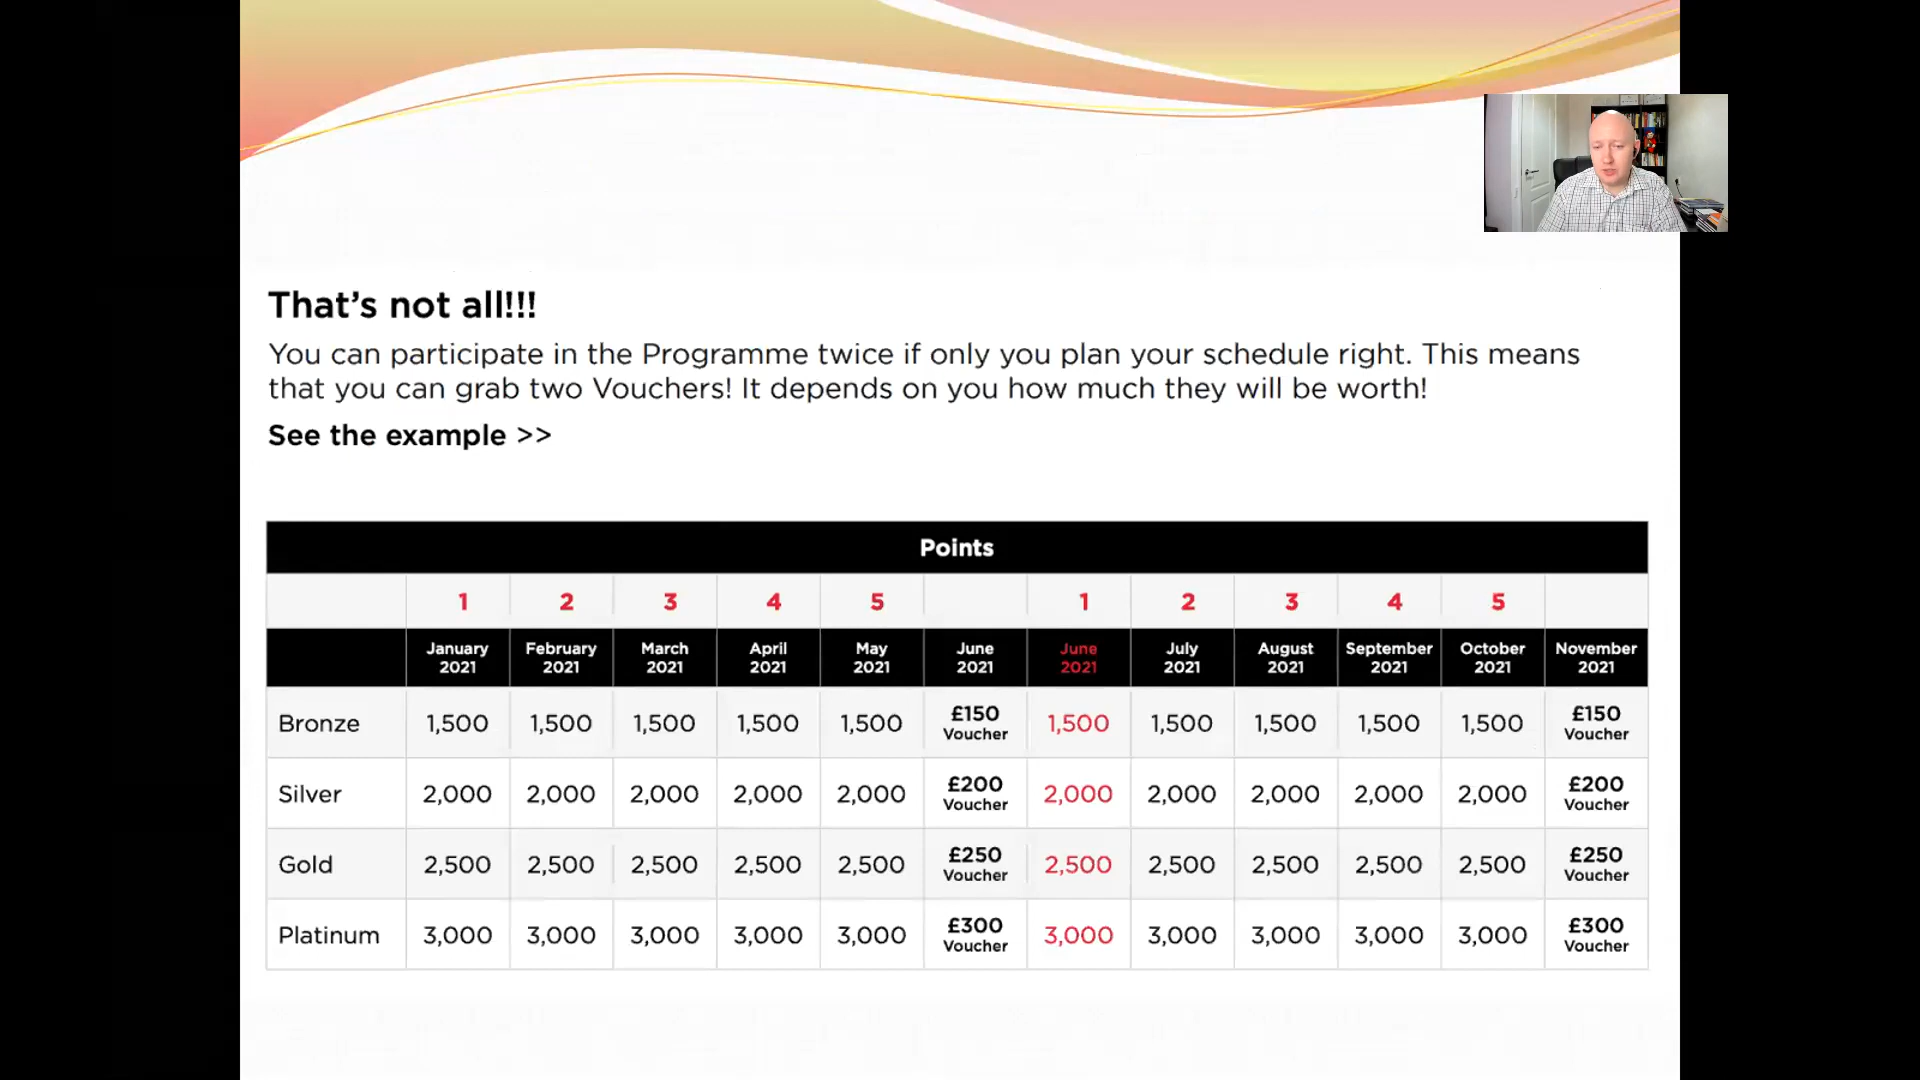 That's not all!!!
You can participate in the Programme twice if only you plan your schedule right. This means
that you can grab two Vouchers! It depends on you how much they will be worth!
See the example >>
Points
1 2 3 4 5 1 2 3 4 5
January 2021 February 2021 March 2021 April 2021 May 2021 June 2021 June 2021 July 2021 August 2021 September 2021 October 2021 November 2021
Bronze 1,500 1,500 1,500 1,500 1,500 £150 Voucher 1,500 1,500 1,500 1,500 1,500 £150 Voucher
Silver 2,000 2,000 2,000 2,000 2,000 £200 Voucher 2,000 2,000 2,000 2,000 2,000 £200 Voucher
Gold 2,500 2,500 2,500 2,500 2,500 £250 Voucher 2,500 2,500 2,500 2,500 2,500 £250 Voucher
Platinum 3,000 3,000 3,000 3,000 3,000 £300 Voucher 3,000 3,000 3,000 3,000 3,000 £300 Voucher